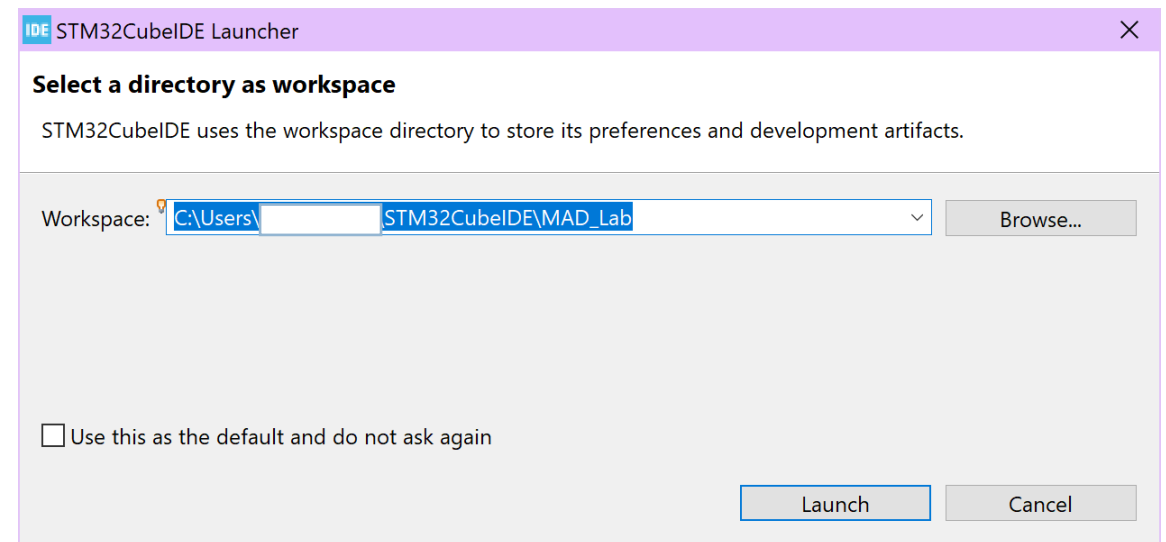 IDE STM32CubeIDE Launcher
Select a directory as workspace
STM32CubeIDE uses the workspace directory to store its preferences and development artifacts.
Workspace: C:\Users\ STM32CubeIDE\MAD_Lab Browse...
Use this as the default and do not ask again
Launch Cancel